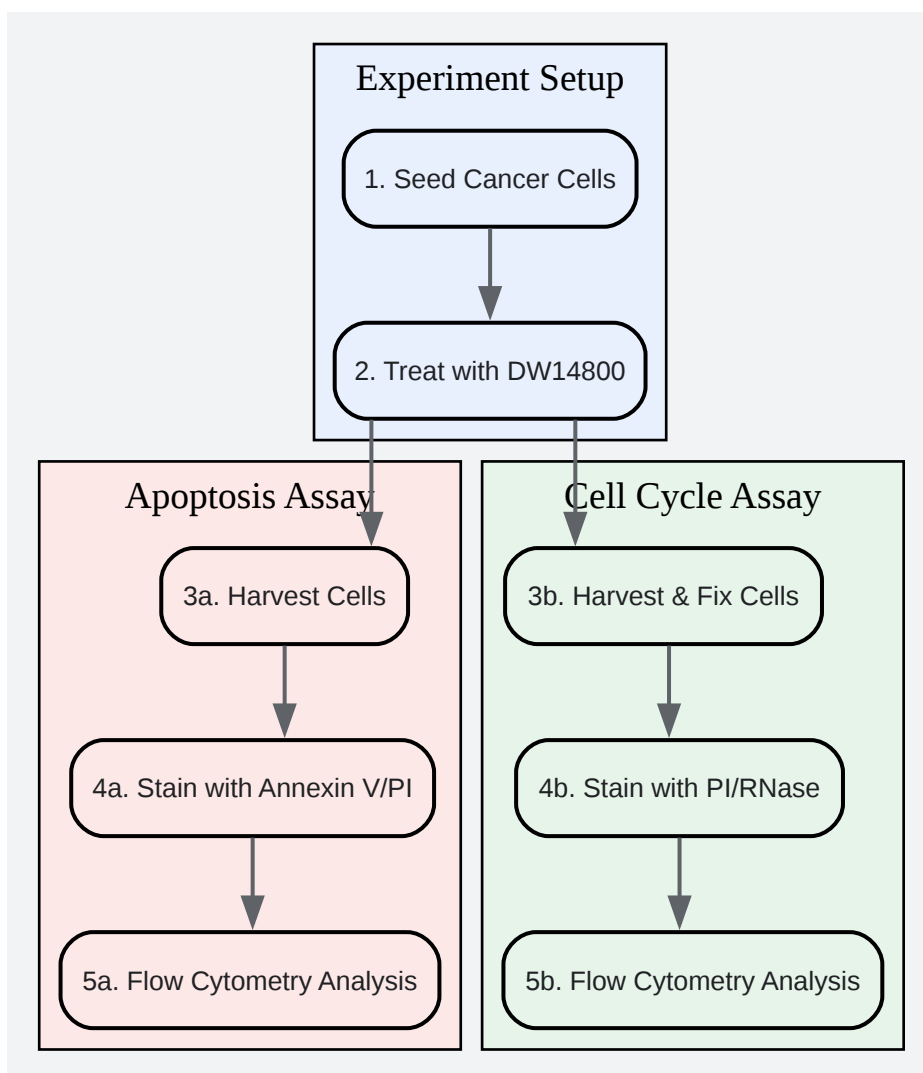 Experiment Setup
1. Seed Cancer Cells
2. Treat with DW14800
Apoptosis Assay
3a. Harvest Cells
4a. Stain with Annexin V/PI
5a. Flow Cytometry Analysis
Cell Cycle Assay
3b. Harvest & Fix Cells
4b. Stain with PI/RNase
5b. Flow Cytometry Analysis